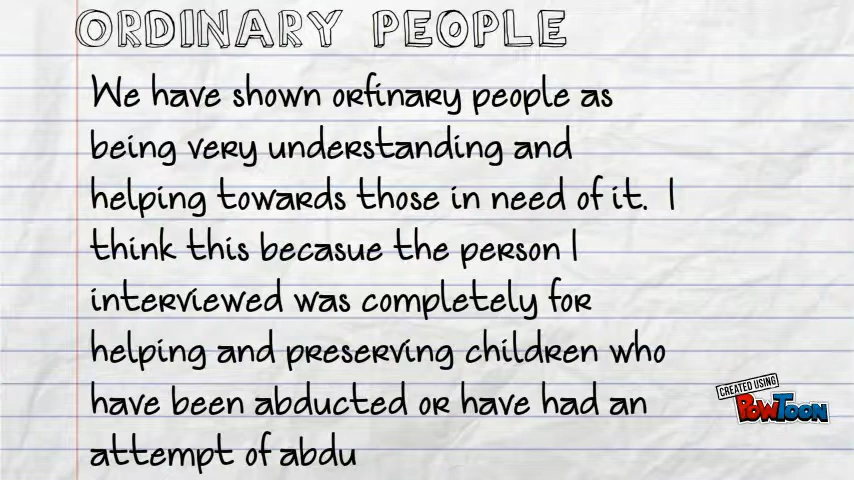 ORDINARY PEOPLE
We have shown orfinary people as
being very understanding and
helping towards those in need of it. I
think this becasue the person I
interviewed was completely for
helping and preserving children who
have been abducted or have had an
attempt of abdu
CREATED USING
POWTOON